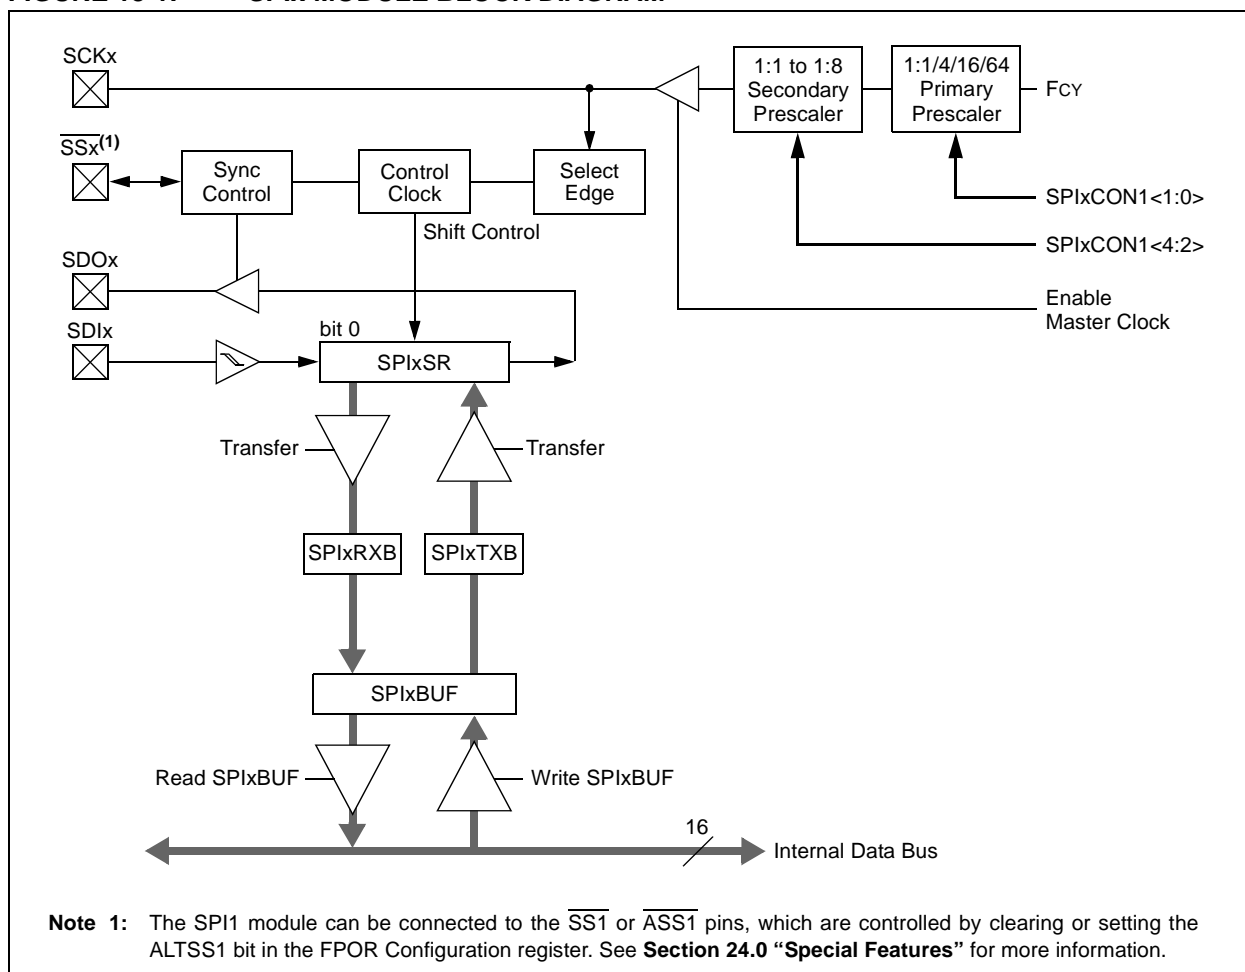 SCKx
1:1 to 1:8
Secondary
Prescaler
1:1/4/16/64
Primary
Prescaler
FCY
SSx(1)
Sync
Control
Control
Clock
Select
Edge
SPIxCON1<1:0>
Shift Control
SPIxCON1<4:2>
SDOx
Enable
Master Clock
SDIx
bit 0
SPIxSR
Transfer
Transfer
SPIxRXB
SPIxTXB
SPIxBUF
Read SPIxBUF
Write SPIxBUF
16
Internal Data Bus
Note 1: The SPI1 module can be connected to the SS1 or ASS1 pins, which are controlled by clearing or setting the
ALTSS1 bit in the FPOR Configuration register. See Section 24.0 “Special Features” for more information.